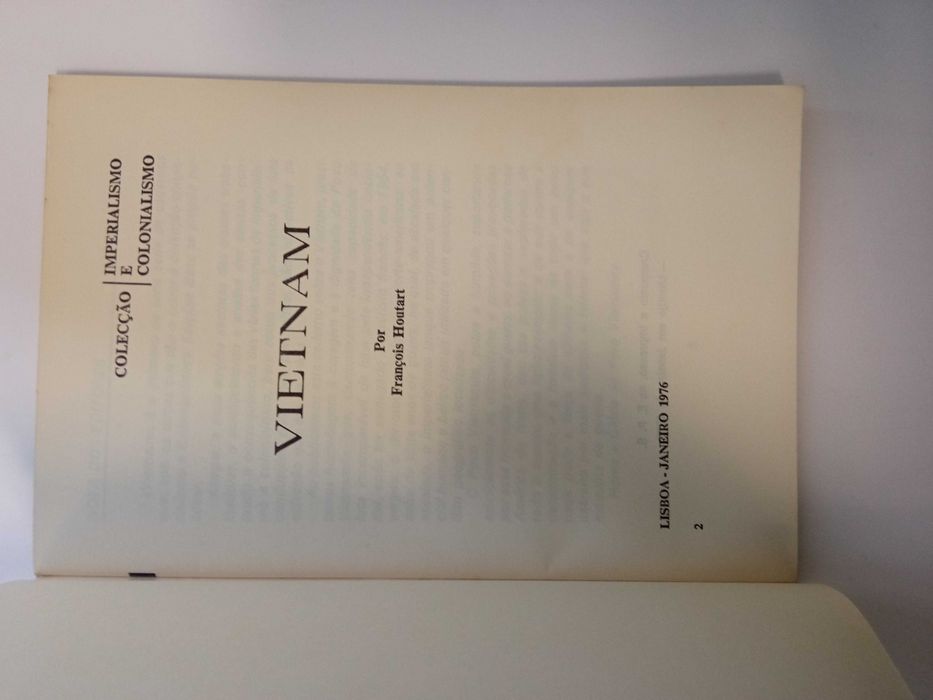 COLECÇÃO
IMPERIALISMO
E
COLONIALISMO
VIETNAM
Por
François Houtart
LISBOA - JANEIRO 1976
2